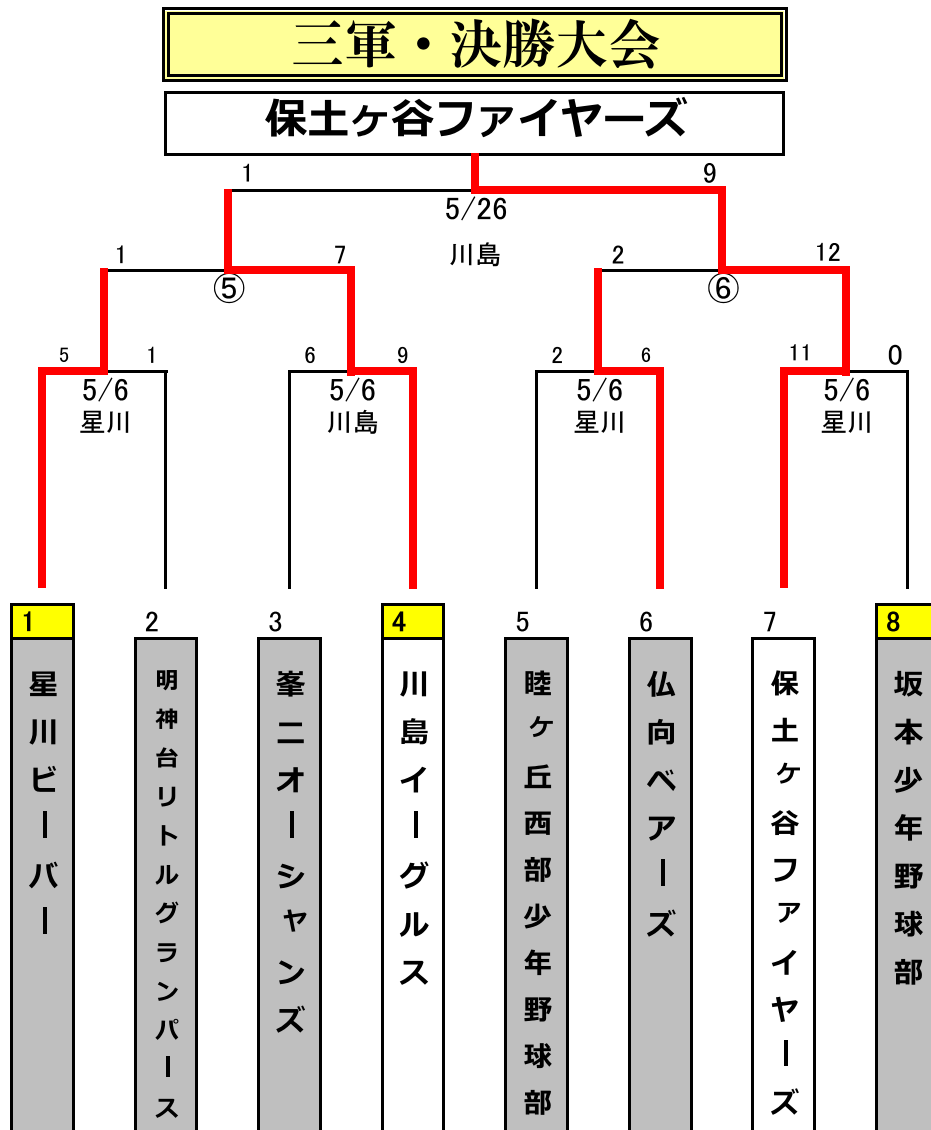 三軍・決勝大会
保土ヶ谷ファイヤーズ
1 9
5/26
川島
1 7 2 12
⑤ ⑥
5 1 6 9 2 6 11 0
5/6 5/6 5/6 5/6
星川 川島 星川 星川
1 2 3 4 5 6 7 8
星川ビーバー
明神台リトルグランパース
峯二オーシャンズ
川島イーグルス
睦ヶ丘西部少年野球部
仏向ベアーズ
保土ヶ谷ファイヤーズ
坂本少年野球部